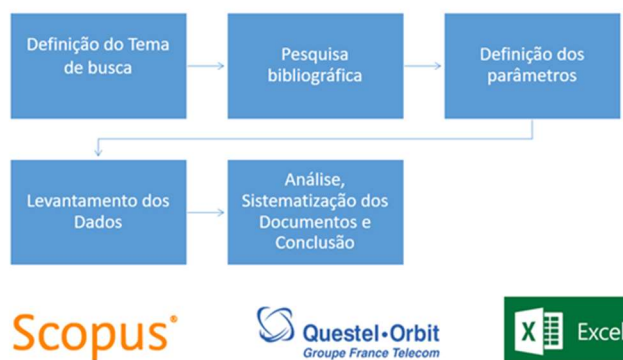 Definição do Tema
de busca
Pesquisa
bibliográfica
Definição dos
parâmetros
Levantamento dos
Dados
Análise,
Sistematização dos
Documentos e
Conclusão
Scopus®
Questel•Orbit
Groupe France Telecom
X Excel